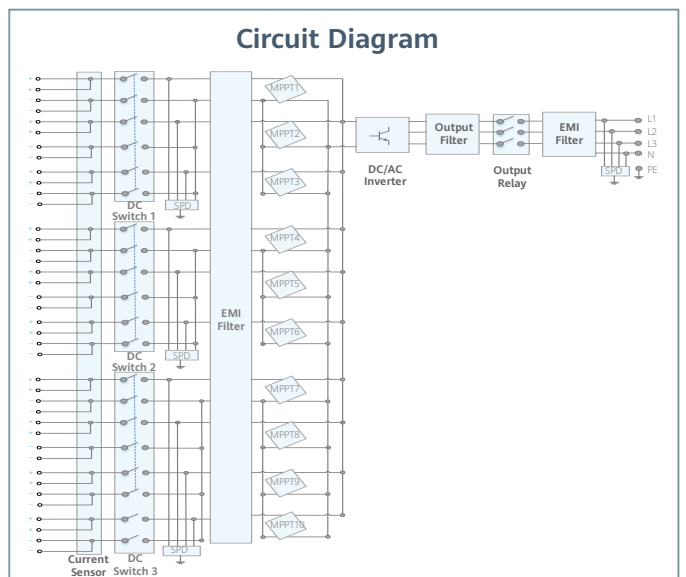 Circuit Diagram
MPPT1
MPPT2
MPPT3
MPPT4
MPPT5
MPPT6
MPPT7
MPPT8
MPPT9
MPPT10
DC
Switch 1
SPD
DC
Switch 2
SPD
DC
Switch 3
SPD
Current
Sensor
EMI
Filter
DC/AC
Inverter
Output
Filter
Output
Relay
EMI
Filter
L1
L2
L3
N
PE
SPD